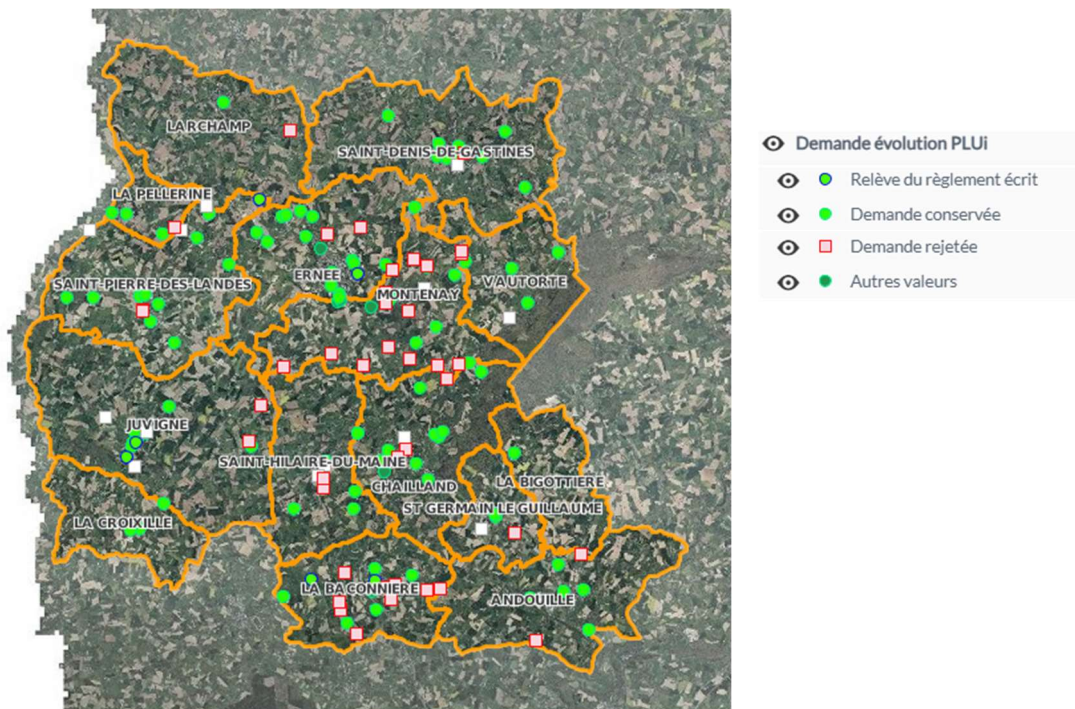 LARCHAMP
SAINT-DENIS-DE-GASTINES
LA PELLERINE
SAINT-PIERRE-DES-LANDES
ERNEE
MONTENAY
VAUTORTE
JUVIGNE
SAINT-HILAIRE-DU-MAINE
CHAILLAND
LA BIGOTTIERE
ST GERMAIN LE GUILLAUME
LA CROIXILLE
LA BACONNIERE
ANDOUILLE
Demande évolution PLUi
Relève du règlement écrit
Demande conservée
Demande rejetée
Autres valeurs